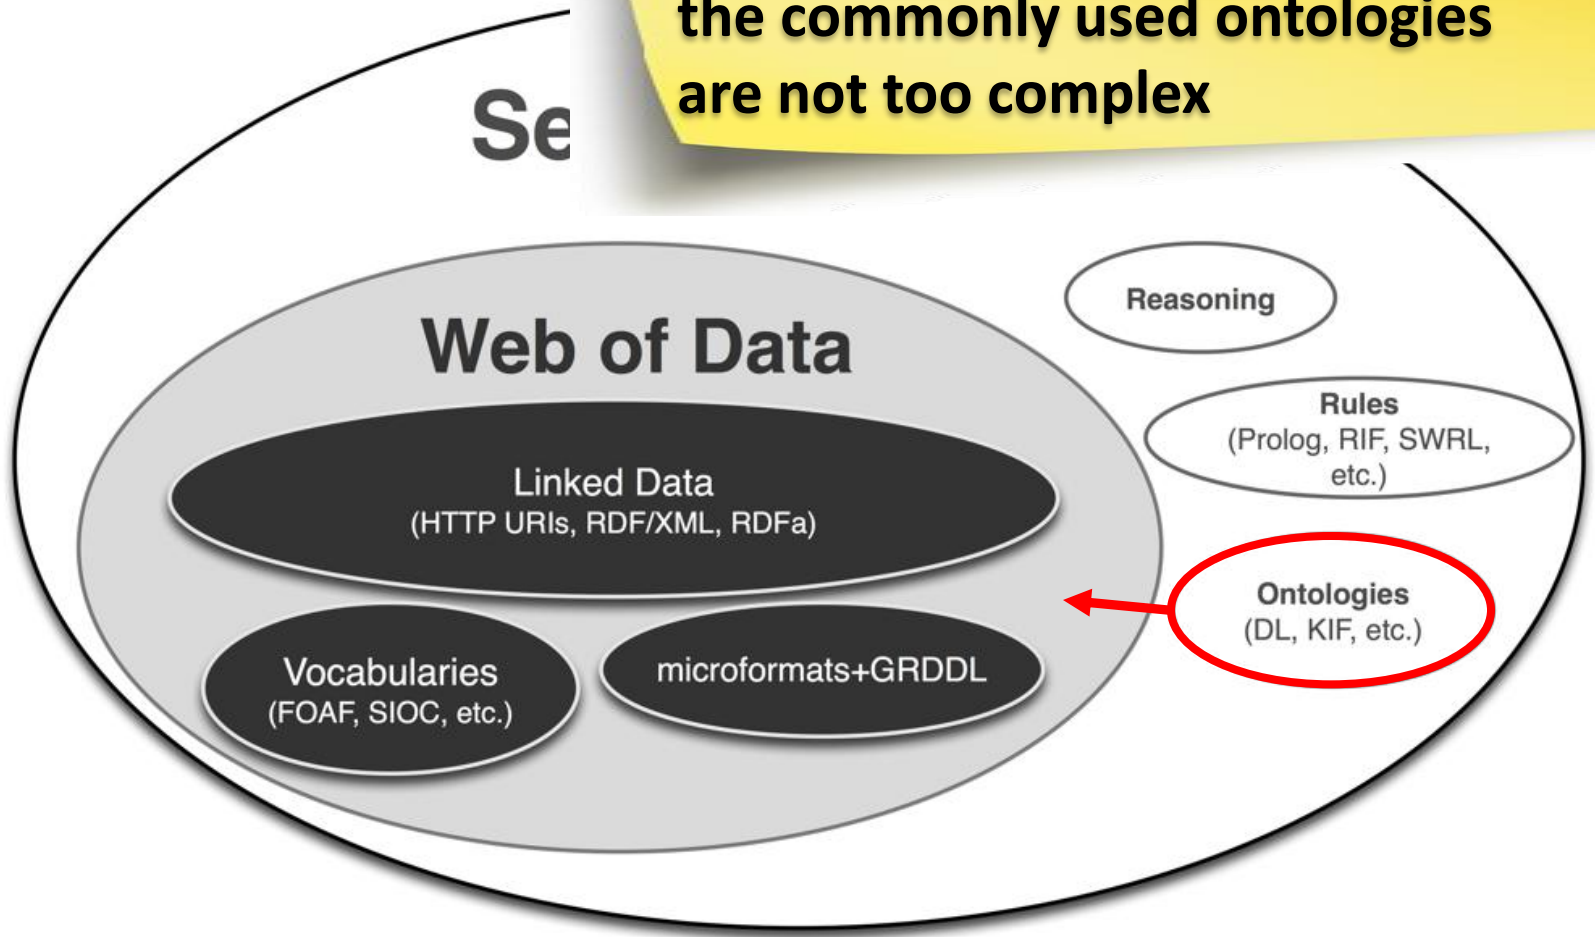 the commonly used ontologies
are not too complex
Web of Data
Linked Data
(HTTP URIs, RDF/XML, RDFa)
Vocabularies
(FOAF, SIOC, etc.)
microformats+GRDDL
Reasoning
Rules
(Prolog, RIF, SWRL,
etc.)
Ontologies
(DL, KIF, etc.)